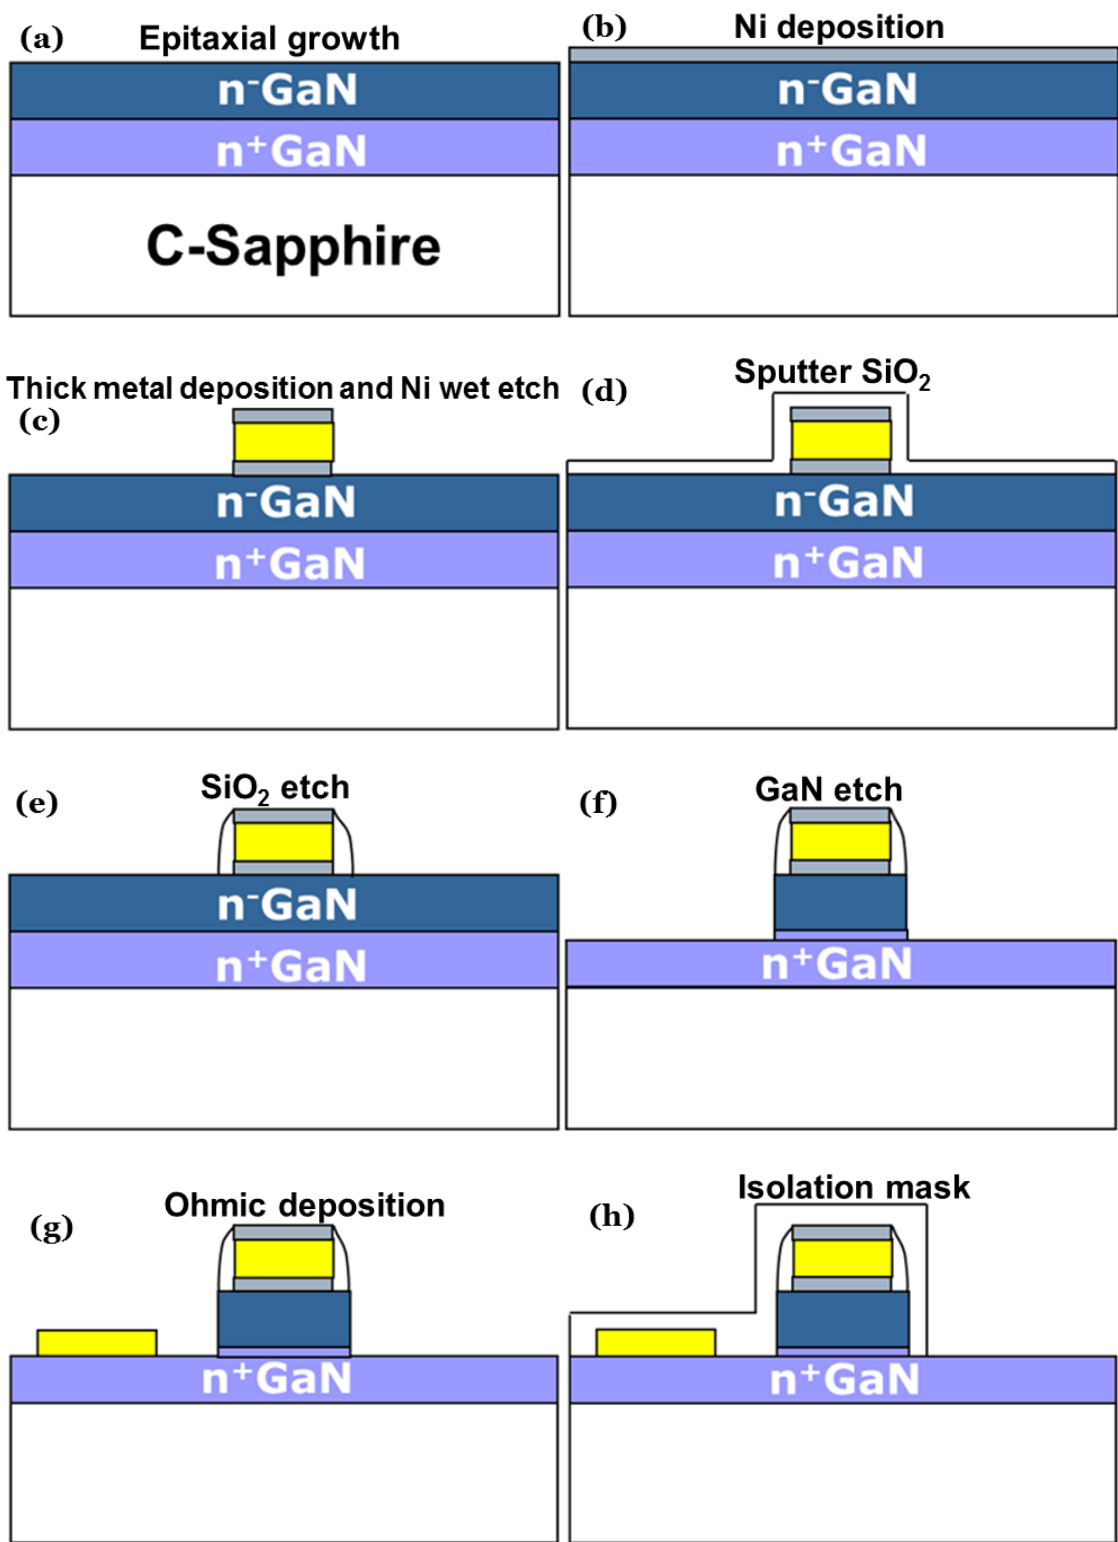 (a)
Epitaxial growth
n⁻GaN
n⁺GaN
C-Sapphire
(b)
Ni deposition
n⁻GaN
n⁺GaN
Thick metal deposition and Ni wet etch
(c)
n⁻GaN
n⁺GaN
(d)
Sputter SiO₂
n⁻GaN
n⁺GaN
(e)
SiO₂ etch
n⁻GaN
n⁺GaN
(f)
GaN etch
n⁺GaN
(g)
Ohmic deposition
n⁺GaN
(h)
Isolation mask
n⁺GaN